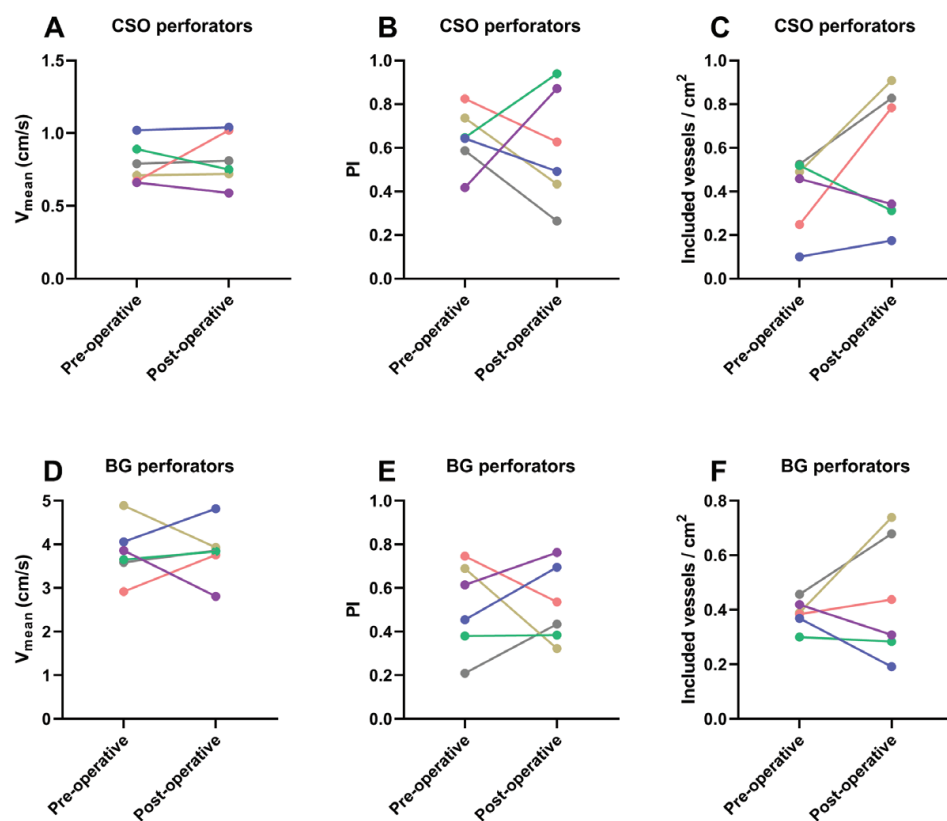 A CSO perforators
V_mean (cm/s)
1.5
1.0
0.5
0.0
Pre-operative
Post-operative
B CSO perforators
PI
1.0
0.8
0.6
0.4
0.2
0.0
Pre-operative
Post-operative
C CSO perforators
Included vessels / cm²
1.0
0.8
0.6
0.4
0.2
0.0
Pre-operative
Post-operative
D BG perforators
V_mean (cm/s)
5
4
3
2
1
0
Pre-operative
Post-operative
E BG perforators
PI
1.0
0.8
0.6
0.4
0.2
0.0
Pre-operative
Post-operative
F BG perforators
Included vessels / cm²
0.8
0.6
0.4
0.2
0.0
Pre-operative
Post-operative